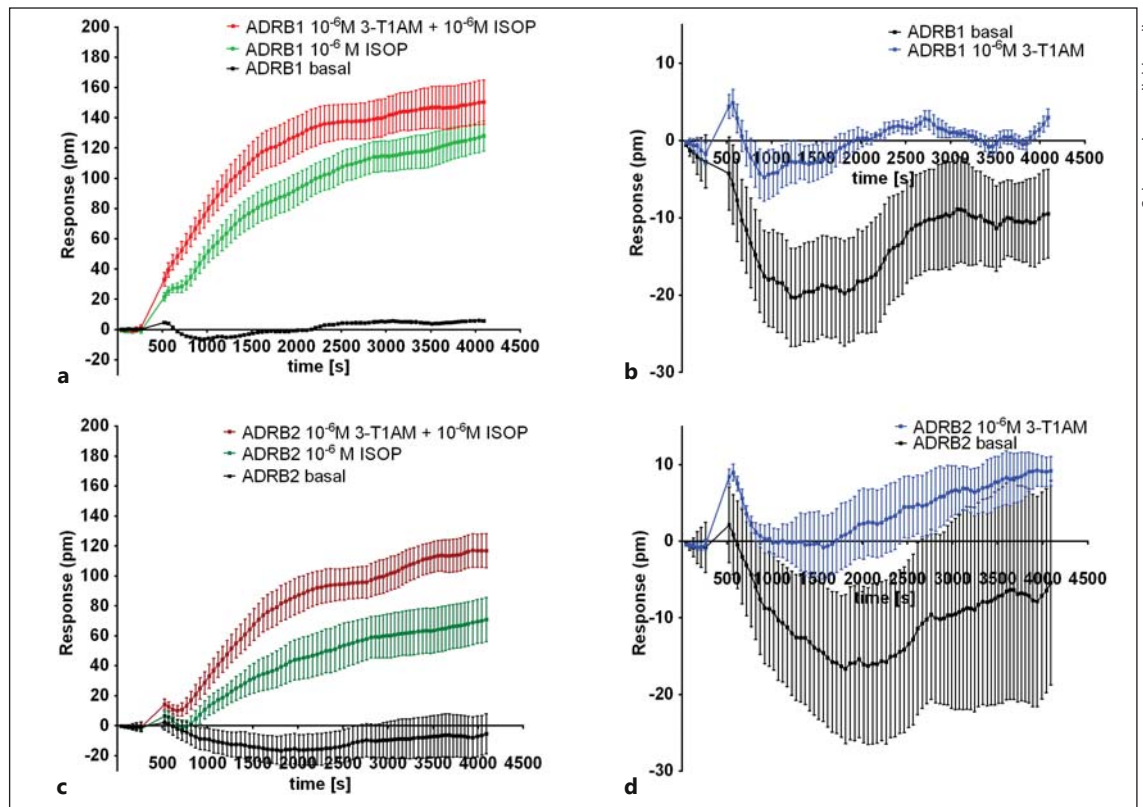 ADRB1 10⁻⁶M 3-T1AM + 10⁻⁶M ISOP
ADRB1 10⁻⁶ M ISOP
ADRB1 basal
200
180
160
140
120
100
80
60
40
20
0
-20
Response (pm)
500 1000 1500 2000 2500 3000 3500 4000 4500
time [s]
a
ADRB1 basal
ADRB1 10⁻⁶M 3-T1AM
10
0
-10
-20
-30
Response (pm)
500 1000 1500 2000 2500 3000 3500 4000 4500
time [s]
b
ADRB2 10⁻⁶M 3-T1AM + 10⁻⁶M ISOP
ADRB2 10⁻⁶ M ISOP
ADRB2 basal
200
180
160
140
120
100
80
60
40
20
0
-20
Response (pm)
500 1000 1500 2000 2500 3000 3500 4000 4500
time [s]
c
ADRB2 10⁻⁶M 3-T1AM
ADRB2 basal
10
0
-10
-20
-30
Response (pm)
500 1000 1500 2000 2500 3000 3500 4000 4500
time [s]
d